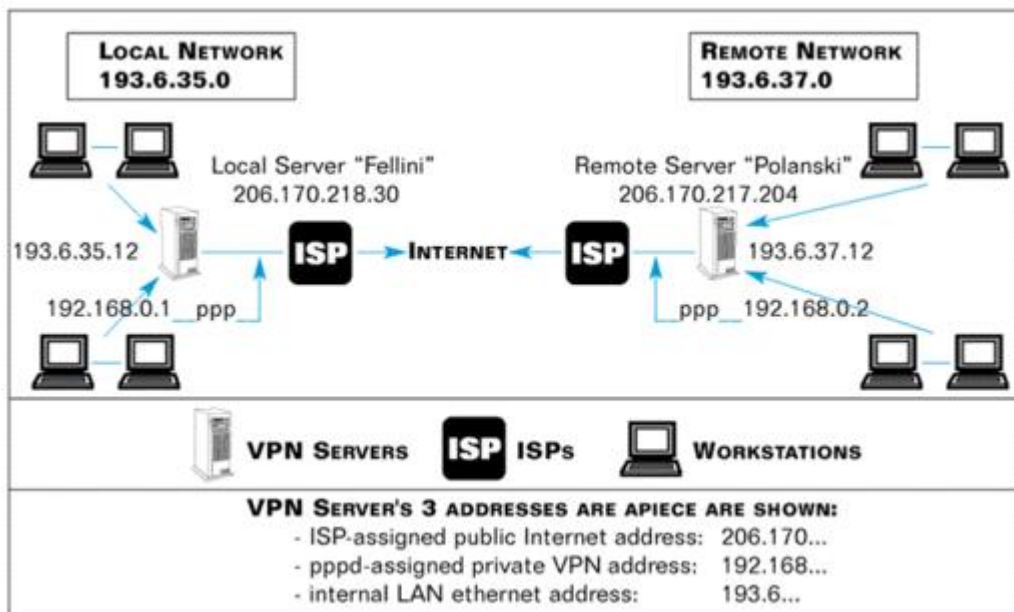 LOCAL NETWORK
193.6.35.0
REMOTE NETWORK
193.6.37.0
Local Server "Fellini"
206.170.218.30
Remote Server "Polanski"
206.170.217.204
193.6.35.12
ISP
INTERNET
ISP
193.6.37.12
192.168.0.1__ppp__
__ppp__192.168.0.2
VPN SERVERS
ISP
ISPS
WORKSTATIONS
VPN SERVER'S 3 ADDRESSES ARE APIECE ARE SHOWN:
- ISP-assigned public Internet address: 206.170...
- pppd-assigned private VPN address: 192.168...
- internal LAN ethernet address: 193.6...